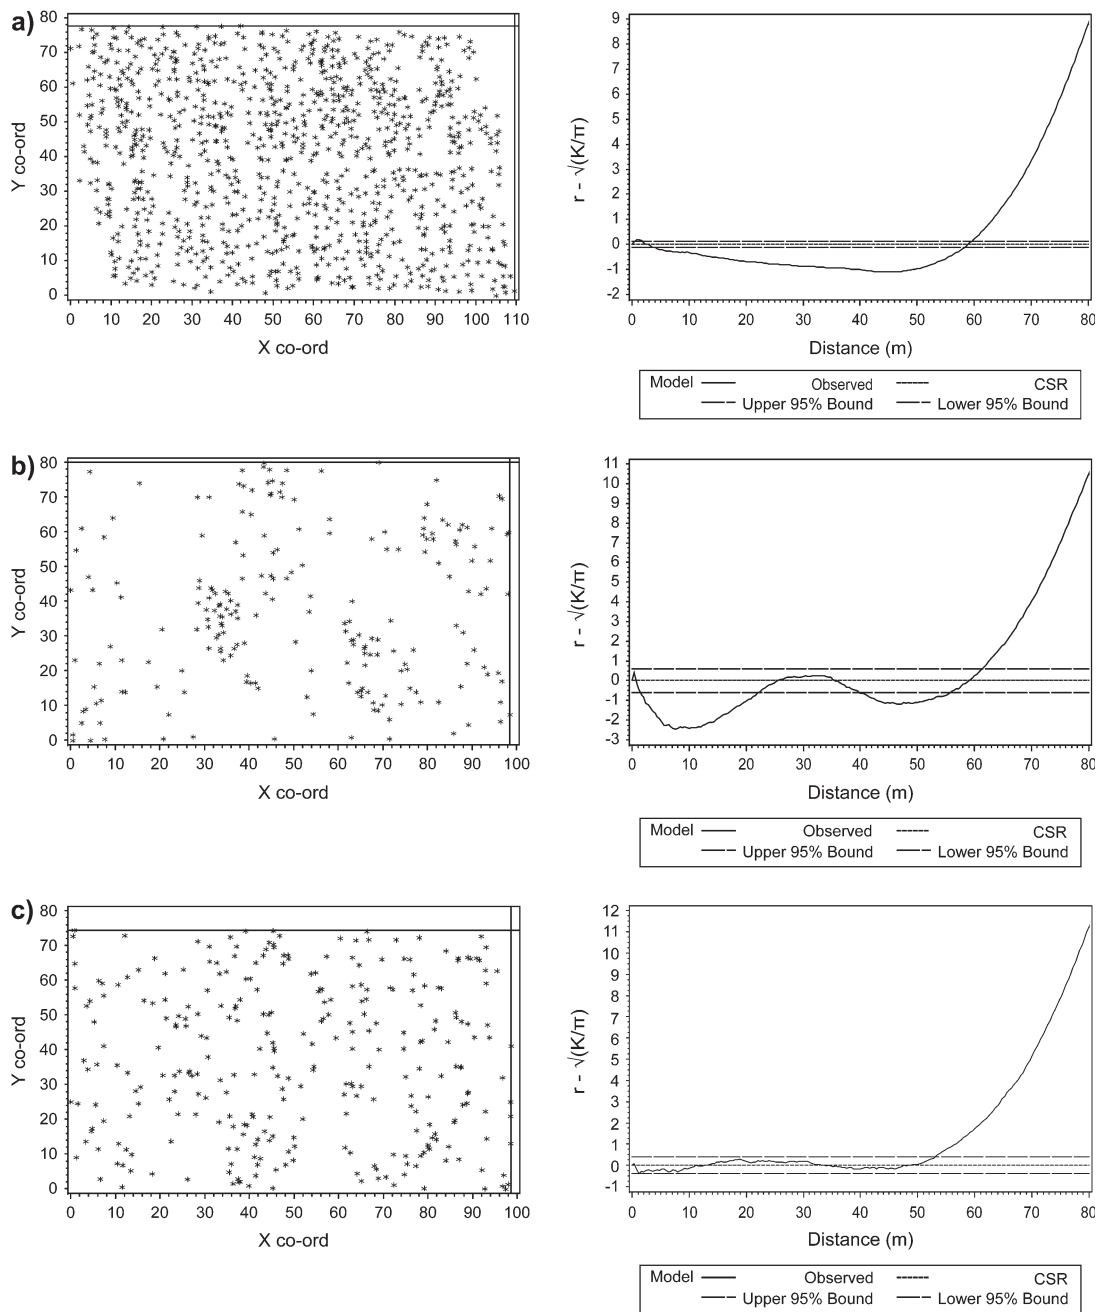 a)
80
70
60
50
40
30
20
10
0
Y co-ord
0 10 20 30 40 50 60 70 80 90 100 110
X co-ord
9
8
7
6
5
4
3
2
1
0
-1
-2
r - √(K/π)
0 10 20 30 40 50 60 70 80
Distance (m)
Model Observed CSR
Upper 95% Bound Lower 95% Bound
b)
80
70
60
50
40
30
20
10
0
Y co-ord
0 10 20 30 40 50 60 70 80 90 100
X co-ord
11
10
9
8
7
6
5
4
3
2
1
0
-1
-2
-3
r - √(K/π)
0 10 20 30 40 50 60 70 80
Distance (m)
Model Observed CSR
Upper 95% Bound Lower 95% Bound
c)
80
70
60
50
40
30
20
10
0
Y co-ord
0 10 20 30 40 50 60 70 80 90 100
X co-ord
12
11
10
9
8
7
6
5
4
3
2
1
0
-1
r - √(K/π)
0 10 20 30 40 50 60 70 80
Distance (m)
Model Observed CSR
Upper 95% Bound Lower 95% Bound